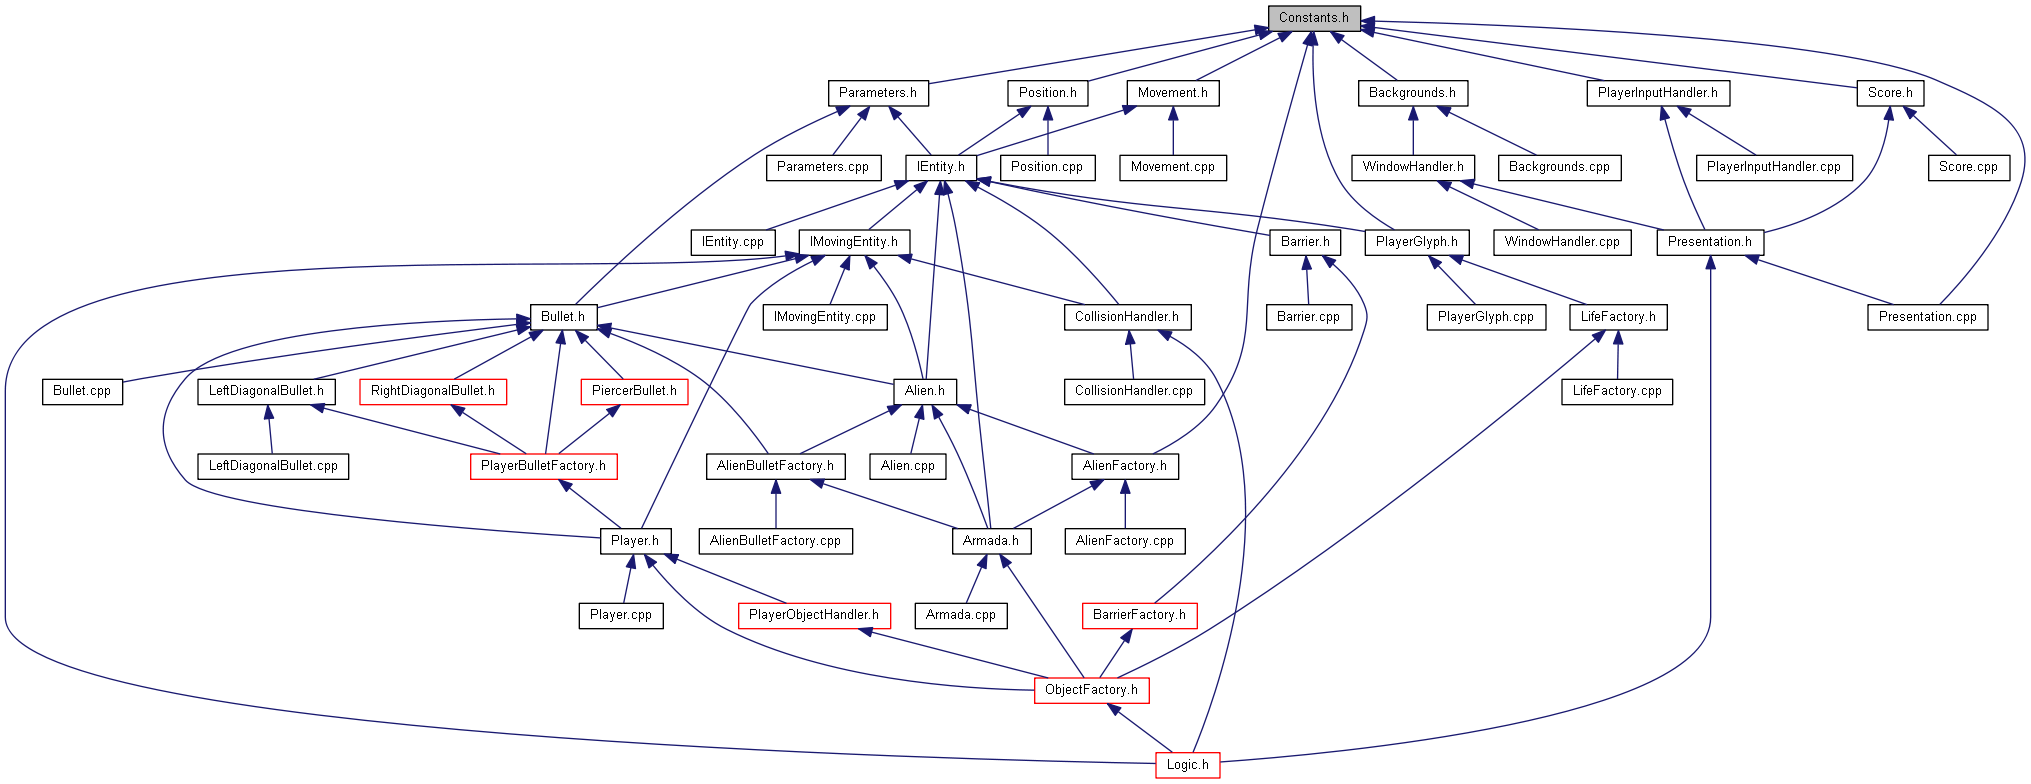 Constants.h
Parameters.h
Position.h
Movement.h
Backgrounds.h
PlayerInputHandler.h
Score.h
Parameters.cpp
IEntity.h
Position.cpp
Movement.cpp
WindowHandler.h
Backgrounds.cpp
PlayerInputHandler.cpp
Score.cpp
IEntity.cpp
IMovingEntity.h
Barrier.h
PlayerGlyph.h
WindowHandler.cpp
Presentation.h
Bullet.h
IMovingEntity.cpp
CollisionHandler.h
Barrier.cpp
PlayerGlyph.cpp
LifeFactory.h
Presentation.cpp
Bullet.cpp
LeftDiagonalBullet.h
RightDiagonalBullet.h
PiercerBullet.h
Alien.h
CollisionHandler.cpp
LifeFactory.cpp
LeftDiagonalBullet.cpp
PlayerBulletFactory.h
AlienBulletFactory.h
Alien.cpp
AlienFactory.h
Player.h
AlienBulletFactory.cpp
Armada.h
AlienFactory.cpp
Player.cpp
PlayerObjectHandler.h
Armada.cpp
BarrierFactory.h
ObjectFactory.h
Logic.h